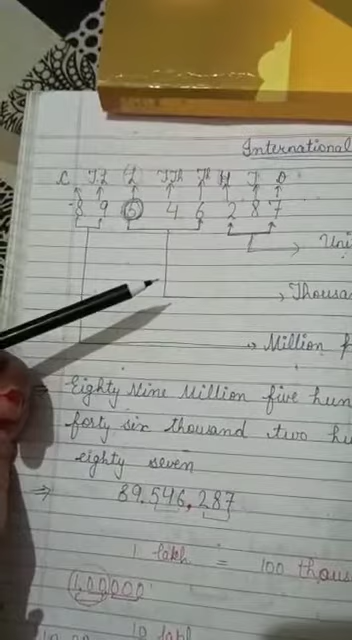 International
C TL L TTh Th H T O
8 9 5 4 6 2 8 7
Thousa
Million f
Eighty Nine Million five hun
forty six thousand two hu
eighty seven
⇒ 89,546,287
1 lakh = 100 thous
1,00,000
10 lakh